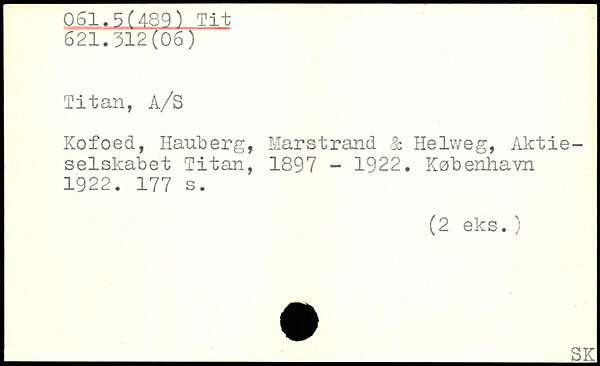 061.5(489) Tit
621.312(06)
Titan, A/S
Kofoed, Hauberg, Marstrand & Helweg, Aktie-
selskabet Titan, 1897 - 1922. København
1922. 177 s.
(2 eks.)
SK